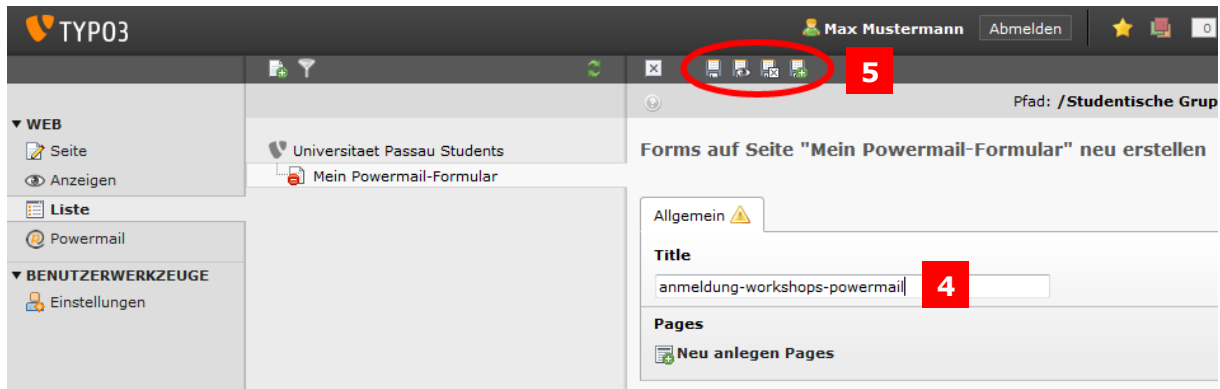 TYPO3
Max Mustermann Abmelden 0
5
Pfad: /Studentische Grup
WEB
Seite
Anzeigen
Liste
Powermail
BENUTZERWERKZEUGE
Einstellungen
Universitaet Passau Students
Mein Powermail-Formular
Forms auf Seite "Mein Powermail-Formular" neu erstellen
Allgemein
Title
anmeldung-workshops-powermail 4
Pages
Neu anlegen Pages